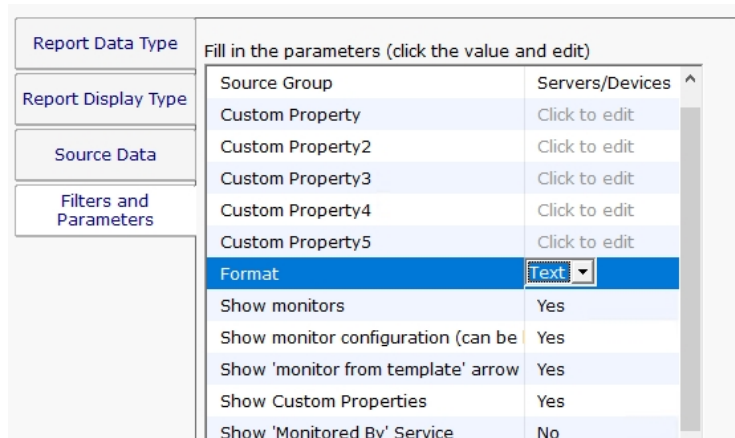 Report Data Type
Report Display Type
Source Data
Filters and
Parameters
Fill in the parameters (click the value and edit)
Source Group Servers/Devices
Custom Property Click to edit
Custom Property2 Click to edit
Custom Property3 Click to edit
Custom Property4 Click to edit
Custom Property5 Click to edit
Format Text
Show monitors Yes
Show monitor configuration (can be Yes
Show 'monitor from template' arrow Yes
Show Custom Properties Yes
Show 'Monitored By' Service No